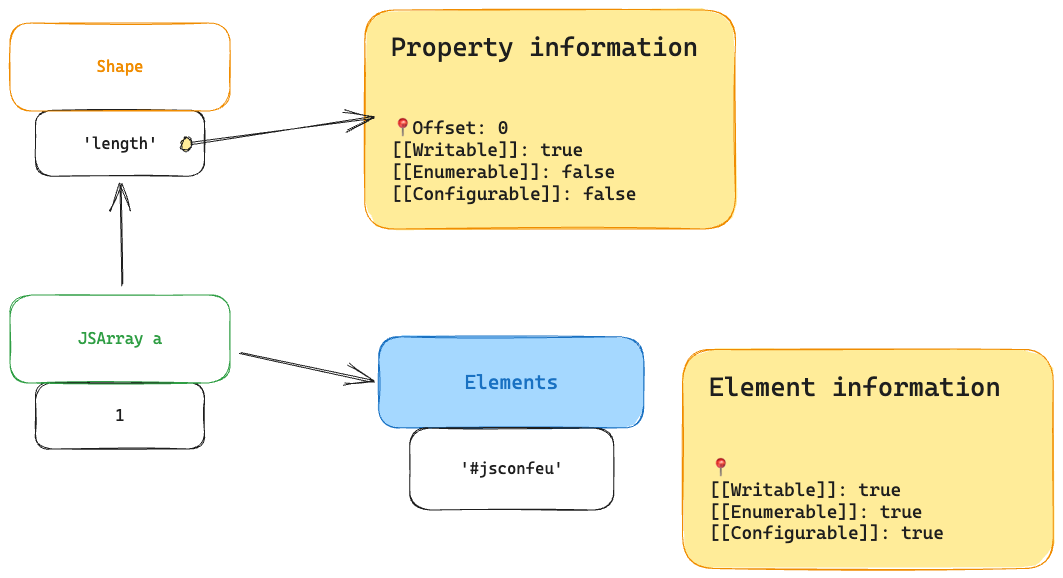 Shape
'length'
Property information
📍Offset: 0
[[Writable]]: true
[[Enumerable]]: false
[[Configurable]]: false
JSArray a
1
Elements
'#jsconfeu'
Element information
📍
[[Writable]]: true
[[Enumerable]]: true
[[Configurable]]: true